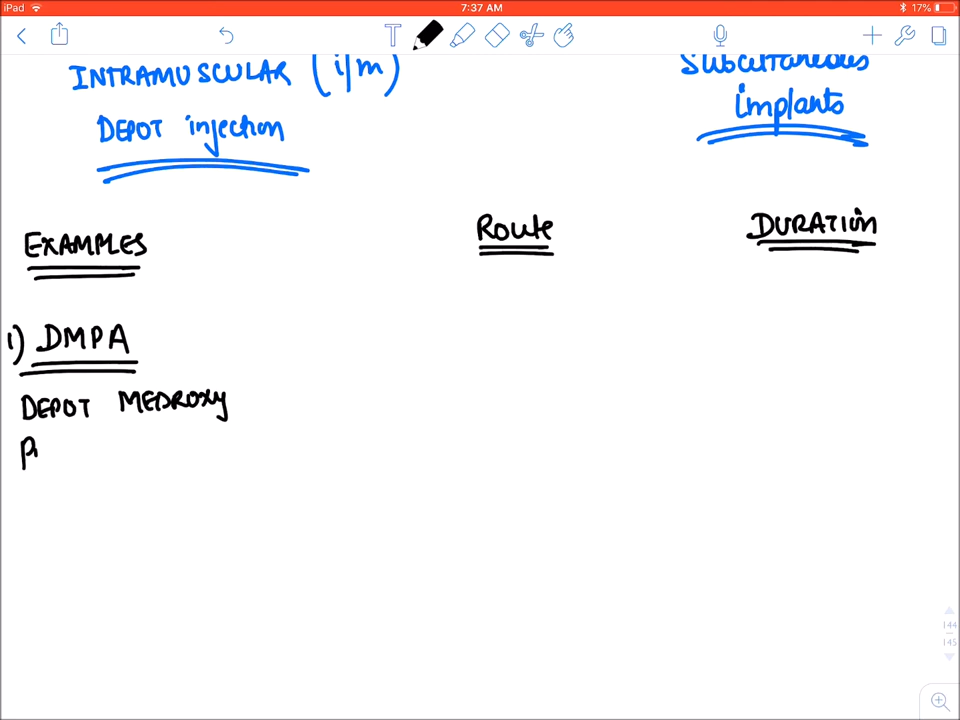 iPad 7:37 AM 17%
T
INTRAMUSCULAR (i/m) Subcutaneous
DEPOT injection implants
EXAMPLES Route DURATION
1) DMPA
DEPOT MEDROXY
144
145